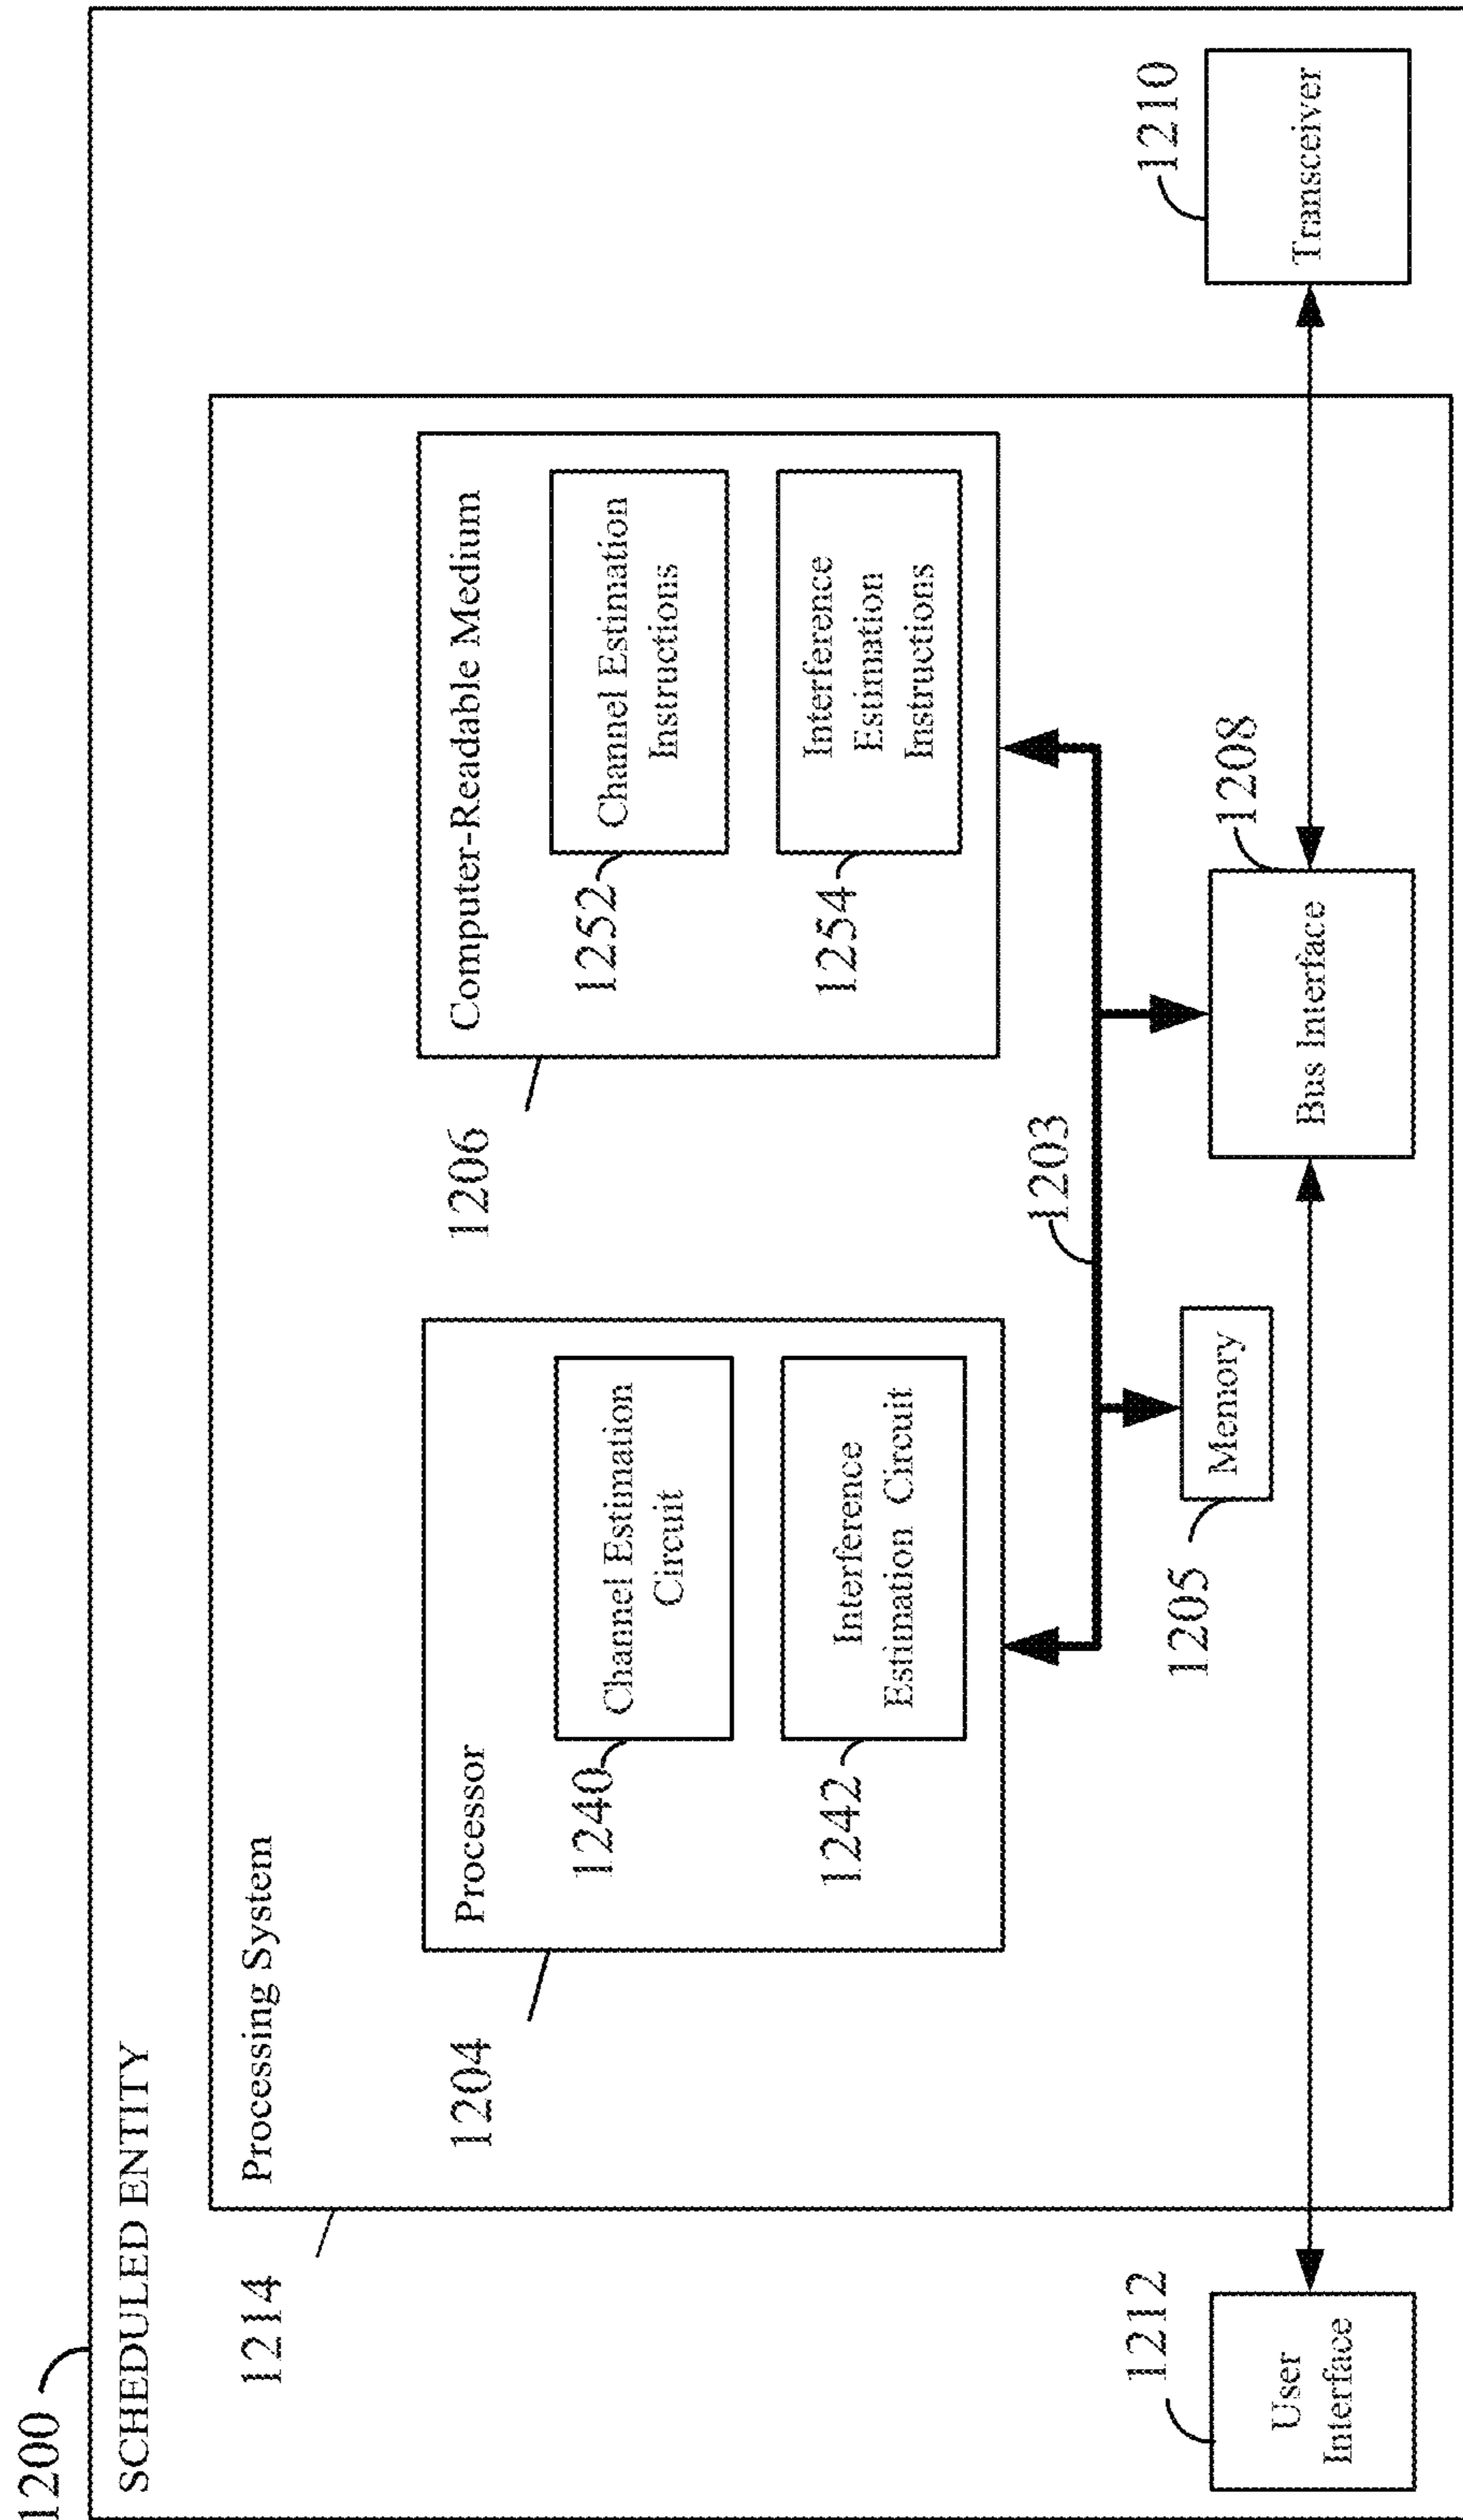 1200
SCHEDULED ENTITY
1214
Processing System
1204
Processor
1240
Channel Estimation
Circuit
1242
Interference
Estimation Circuit
1206
Computer-Readable Medium
1252
Channel Estimation
Instructions
1254
Interference
Estimation
Instructions
1203
1205
Memory
1208
Bus Interface
1212
User
Interface
1210
Transceiver